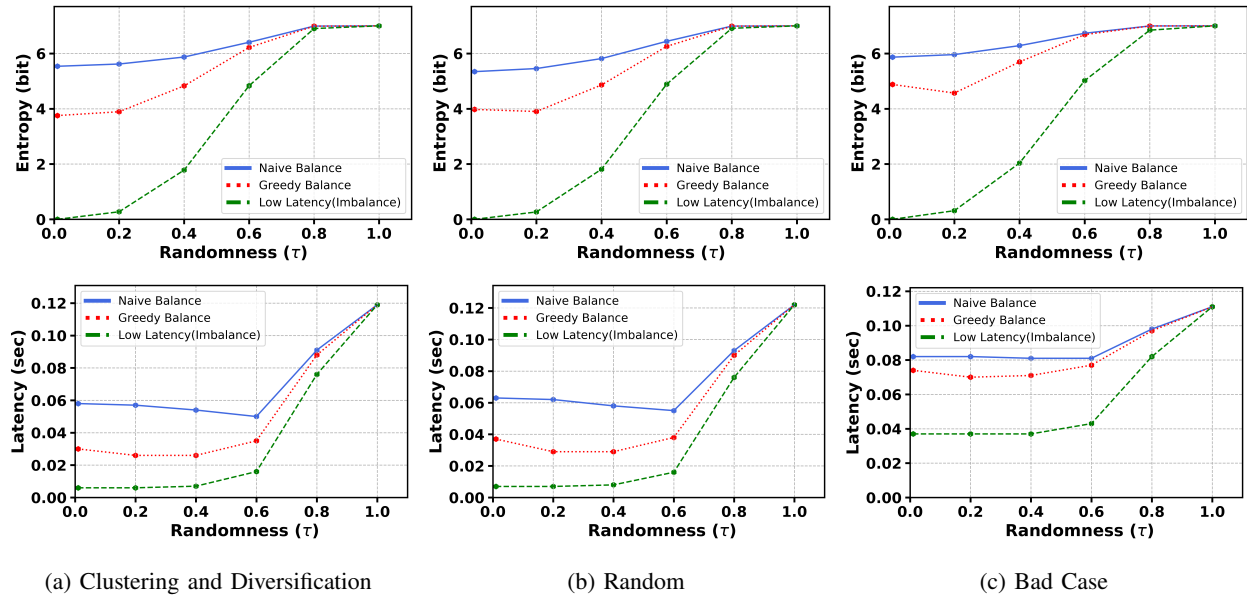 Entropy (bit)
6
4
2
0
Naive Balance
Greedy Balance
Low Latency(Imbalance)
0.0 0.2 0.4 0.6 0.8 1.0
Randomness (τ)
Entropy (bit)
6
4
2
0
Naive Balance
Greedy Balance
Low Latency(Imbalance)
0.0 0.2 0.4 0.6 0.8 1.0
Randomness (τ)
Entropy (bit)
6
4
2
0
Naive Balance
Greedy Balance
Low Latency(Imbalance)
0.0 0.2 0.4 0.6 0.8 1.0
Randomness (τ)
Latency (sec)
0.12
0.10
0.08
0.06
0.04
0.02
0.00
Naive Balance
Greedy Balance
Low Latency(Imbalance)
0.0 0.2 0.4 0.6 0.8 1.0
Randomness (τ)
Latency (sec)
0.12
0.10
0.08
0.06
0.04
0.02
0.00
Naive Balance
Greedy Balance
Low Latency(Imbalance)
0.0 0.2 0.4 0.6 0.8 1.0
Randomness (τ)
Latency (sec)
0.12
0.10
0.08
0.06
0.04
0.02
0.00
Naive Balance
Greedy Balance
Low Latency(Imbalance)
0.0 0.2 0.4 0.6 0.8 1.0
Randomness (τ)
(a) Clustering and Diversification
(b) Random
(c) Bad Case